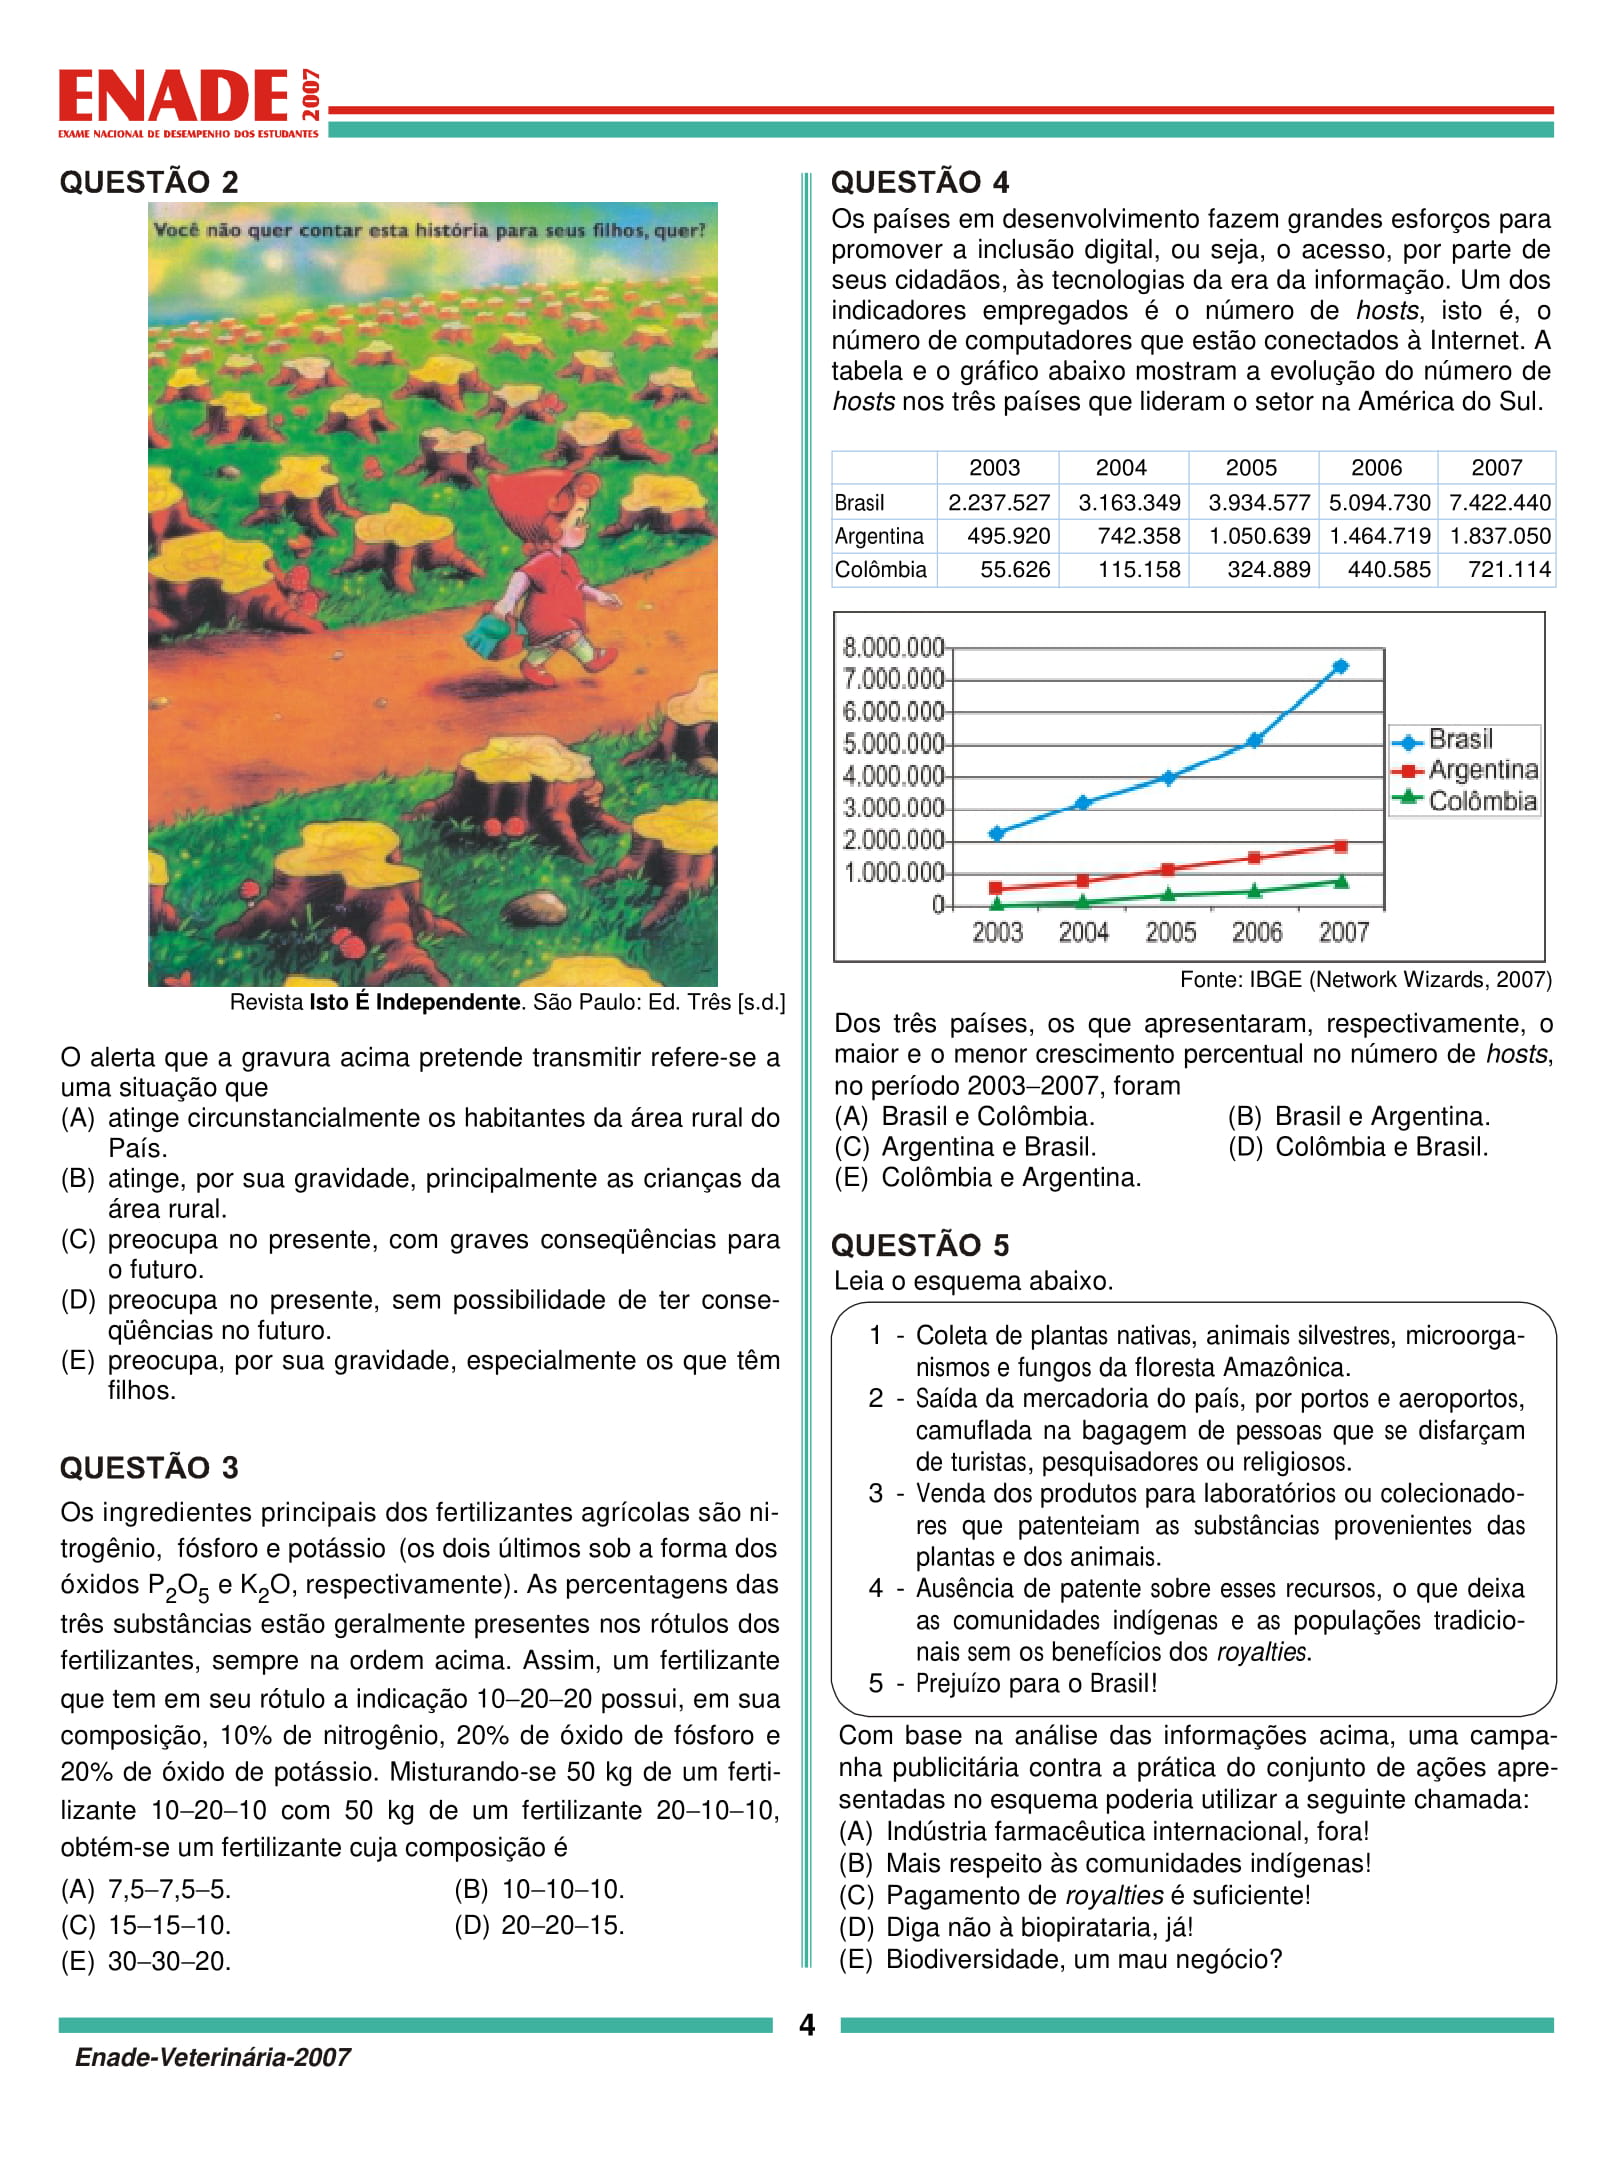 ENADE 2007
EXAME NACIONAL DE DESEMPENHO DOS ESTUDANTES
QUESTÃO 2
Você não quer contar esta história para seus filhos, quer?
Revista Isto É Independente. São Paulo: Ed. Três [s.d.]
O alerta que a gravura acima pretende transmitir refere-se a
uma situação que
(A) atinge circunstancialmente os habitantes da área rural do
País.
(B) atinge, por sua gravidade, principalmente as crianças da
área rural.
(C) preocupa no presente, com graves conseqüências para
o futuro.
(D) preocupa no presente, sem possibilidade de ter conse-
qüências no futuro.
(E) preocupa, por sua gravidade, especialmente os que têm
filhos.
QUESTÃO 3
Os ingredientes principais dos fertilizantes agrícolas são ni-
trogênio, fósforo e potássio (os dois últimos sob a forma dos
óxidos P2O5 e K2O, respectivamente). As percentagens das
três substâncias estão geralmente presentes nos rótulos dos
fertilizantes, sempre na ordem acima. Assim, um fertilizante
que tem em seu rótulo a indicação 10–20–20 possui, em sua
composição, 10% de nitrogênio, 20% de óxido de fósforo e
20% de óxido de potássio. Misturando-se 50 kg de um ferti-
lizante 10–20–10 com 50 kg de um fertilizante 20–10–10,
obtém-se um fertilizante cuja composição é
(A) 7,5–7,5–5. (B) 10–10–10.
(C) 15–15–10. (D) 20–20–15.
(E) 30–30–20.
QUESTÃO 4
Os países em desenvolvimento fazem grandes esforços para
promover a inclusão digital, ou seja, o acesso, por parte de
seus cidadãos, às tecnologias da era da informação. Um dos
indicadores empregados é o número de hosts, isto é, o
número de computadores que estão conectados à Internet. A
tabela e o gráfico abaixo mostram a evolução do número de
hosts nos três países que lideram o setor na América do Sul.
2003 2004 2005 2006 2007
Brasil 2.237.527 3.163.349 3.934.577 5.094.730 7.422.440
Argentina 495.920 742.358 1.050.639 1.464.719 1.837.050
Colômbia 55.626 115.158 324.889 440.585 721.114
8.000.000
7.000.000
6.000.000
5.000.000
4.000.000
3.000.000
2.000.000
1.000.000
0
2003 2004 2005 2006 2007
Brasil
Argentina
Colômbia
Fonte: IBGE (Network Wizards, 2007)
Dos três países, os que apresentaram, respectivamente, o
maior e o menor crescimento percentual no número de hosts,
no período 2003–2007, foram
(A) Brasil e Colômbia. (B) Brasil e Argentina.
(C) Argentina e Brasil. (D) Colômbia e Brasil.
(E) Colômbia e Argentina.
QUESTÃO 5
Leia o esquema abaixo.
1 - Coleta de plantas nativas, animais silvestres, microorga-
nismos e fungos da floresta Amazônica.
2 - Saída da mercadoria do país, por portos e aeroportos,
camuflada na bagagem de pessoas que se disfarçam
de turistas, pesquisadores ou religiosos.
3 - Venda dos produtos para laboratórios ou colecionado-
res que patenteiam as substâncias provenientes das
plantas e dos animais.
4 - Ausência de patente sobre esses recursos, o que deixa
as comunidades indígenas e as populações tradicio-
nais sem os benefícios dos royalties.
5 - Prejuízo para o Brasil!
Com base na análise das informações acima, uma campa-
nha publicitária contra a prática do conjunto de ações apre-
sentadas no esquema poderia utilizar a seguinte chamada:
(A) Indústria farmacêutica internacional, fora!
(B) Mais respeito às comunidades indígenas!
(C) Pagamento de royalties é suficiente!
(D) Diga não à biopirataria, já!
(E) Biodiversidade, um mau negócio?
4
Enade-Veterinária-2007